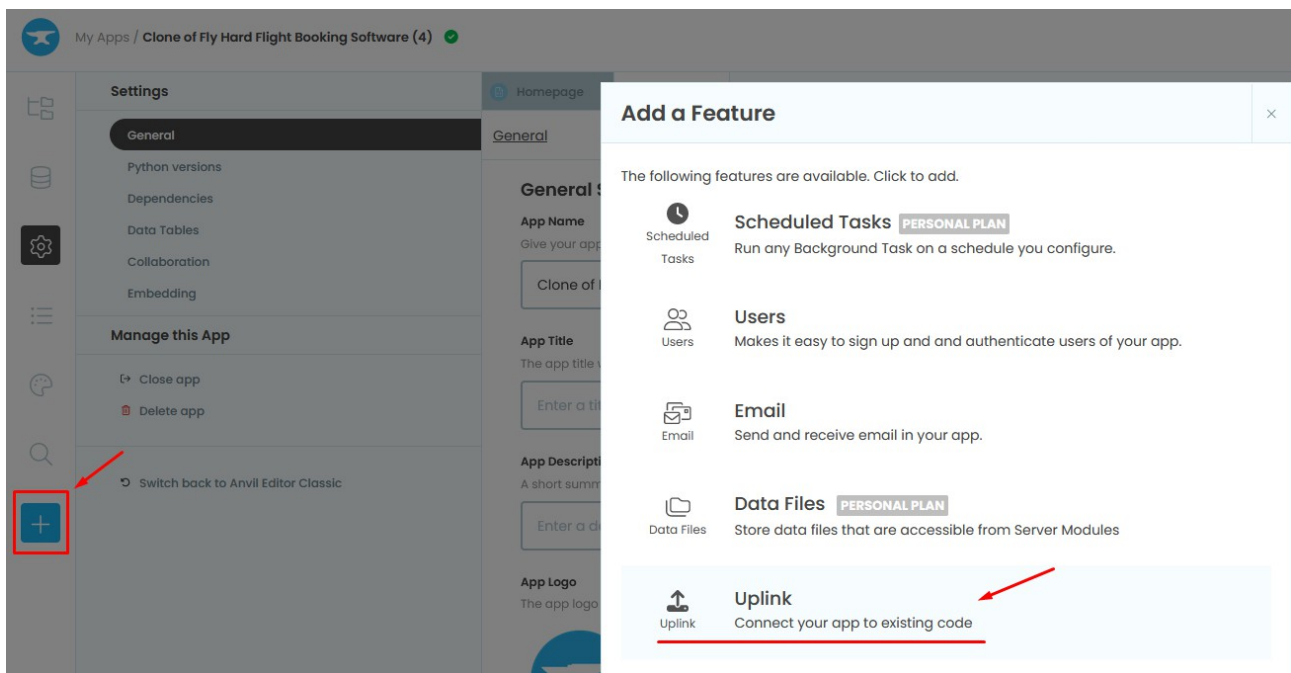 My Apps / Clone of Fly Hard Flight Booking Software (4)
Settings
General
Python versions
Dependencies
Data Tables
Collaboration
Embedding
Manage this App
Close app
Delete app
Switch back to Anvil Editor Classic
Homepage
General
General
App Name
Give your app
Clone of
App Title
The app title
Enter a
App
A short
Enter a
App Logo
The app logo
Add a Feature
The following features are available. Click to add.
Scheduled Tasks
Scheduled Tasks PERSONAL PLAN
Run any Background Task on a schedule you configure.
Users
Users
Makes it easy to sign up and and authenticate users of your app.
Email
Email
Send and receive email in your app.
Data Files
Data Files PERSONAL PLAN
Store data files that are accessible from Server Modules
Uplink
Uplink
Connect your app to existing code